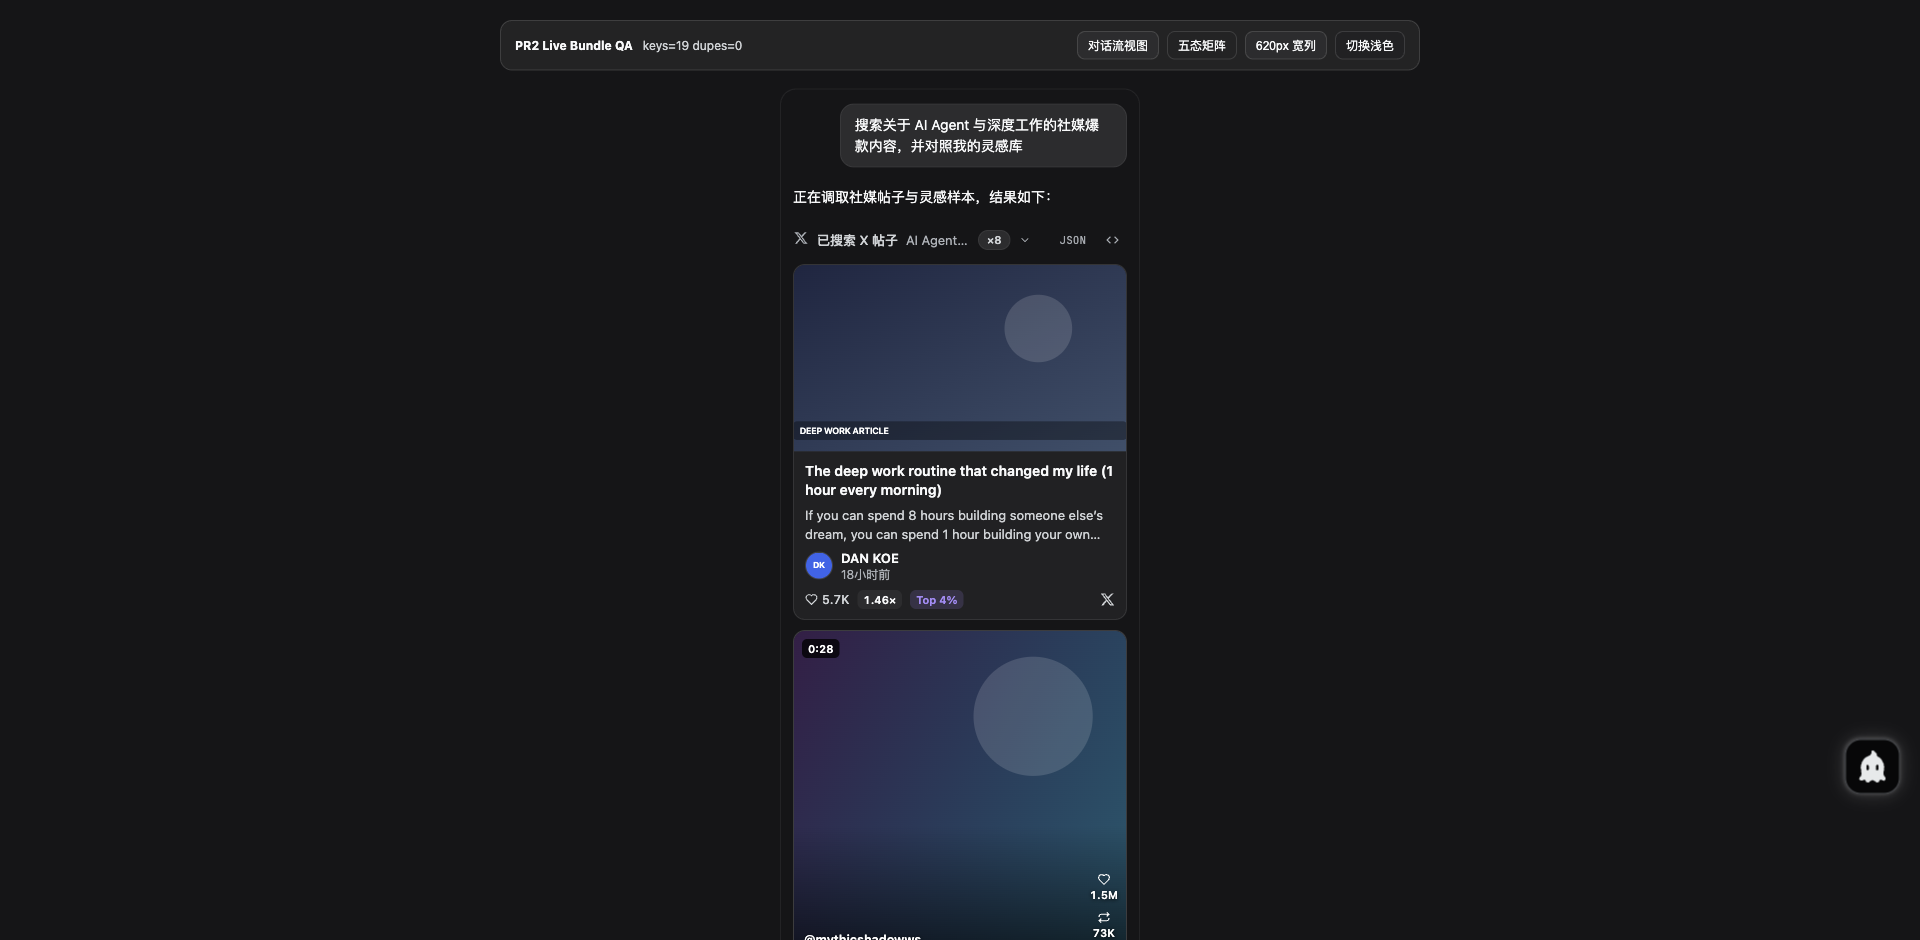 PR2 Live Bundle QA keys=19 dupes=0 对话流视图 五态矩阵 620px 宽列 切换浅色
搜索关于 AI Agent 与深度工作的社媒爆
款内容，并对照我的灵感库
正在调取社媒帖子与灵感样本，结果如下：
已搜索 X 帖子 AI Agent... ×8 JSON
DEEP WORK ARTICLE
The deep work routine that changed my life (1
hour every morning)
If you can spend 8 hours building someone else's
dream, you can spend 1 hour building your own...
DK DAN KOE
18小时前
5.7K 1.46× Top 4%
0:28
1.5M
73K
@mythicshadowws